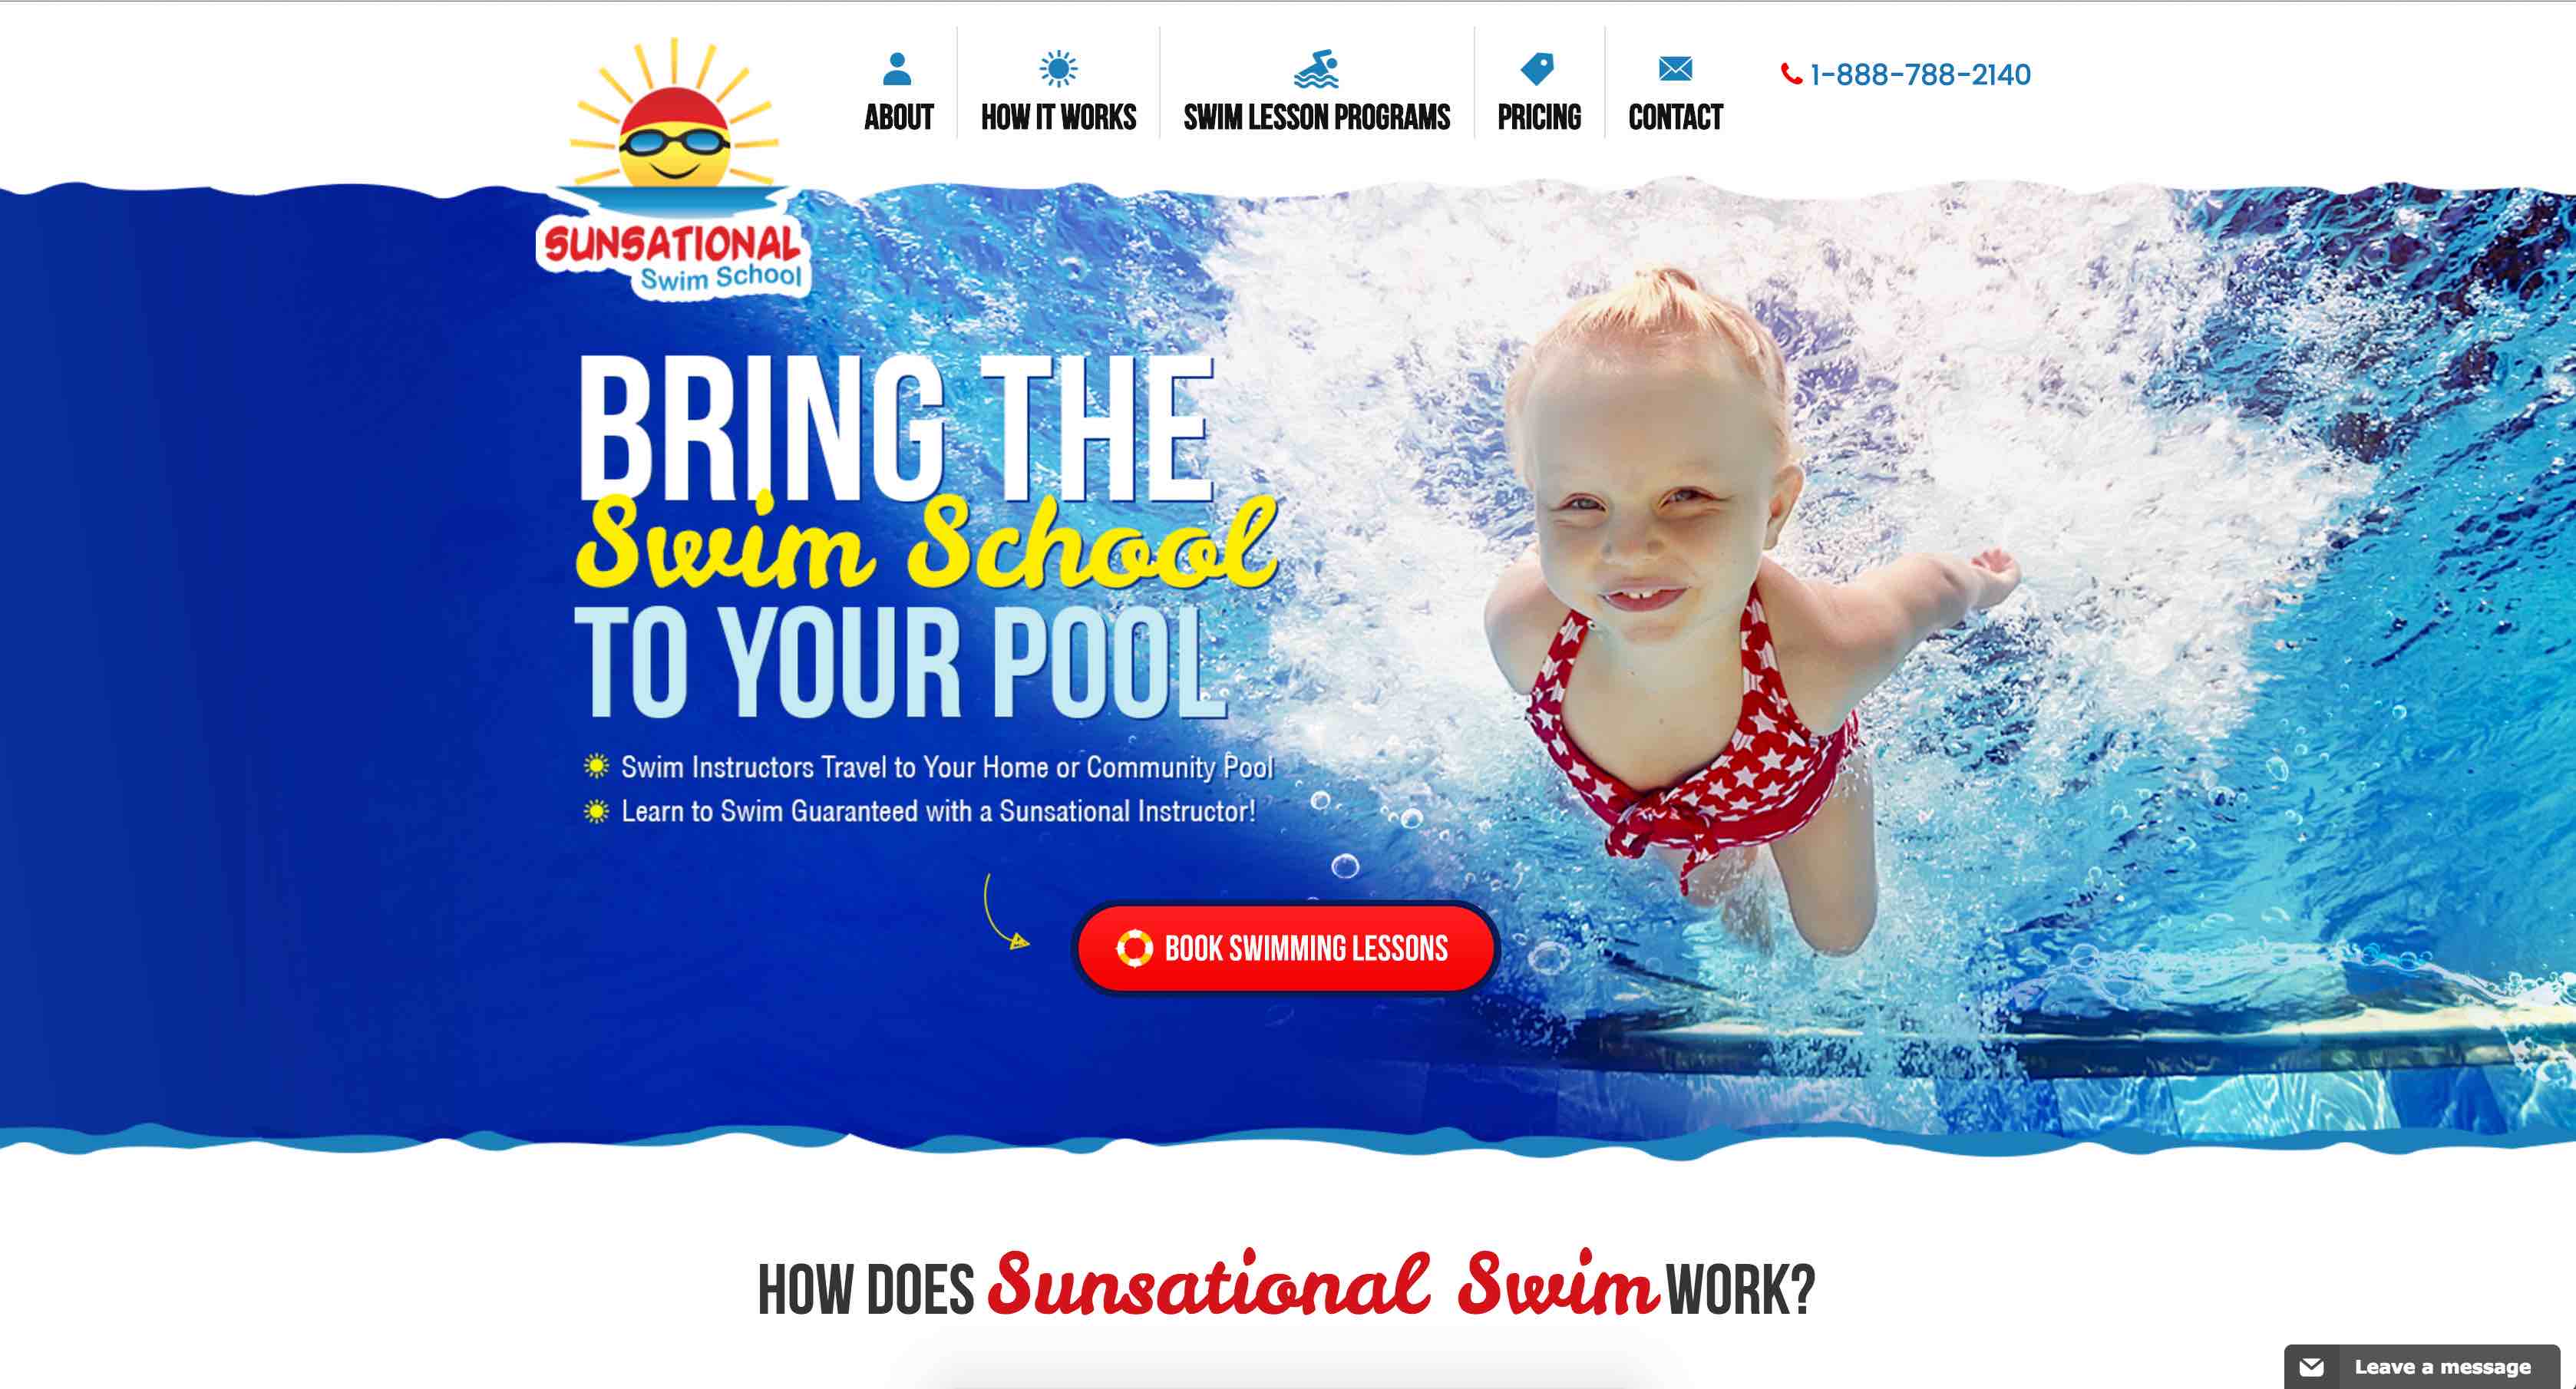 ABOUT
HOW IT WORKS
SWIM LESSON PROGRAMS
PRICING
CONTACT
1-888-788-2140
SUNSATIONAL
Swim School
BRING THE
Swim School
TO YOUR POOL
Swim Instructors Travel to Your Home or Community Pool
Learn to Swim Guaranteed with a Sunsational Instructor!
BOOK SWIMMING LESSONS
HOW DOES Sunsational Swim WORK?
Leave a message